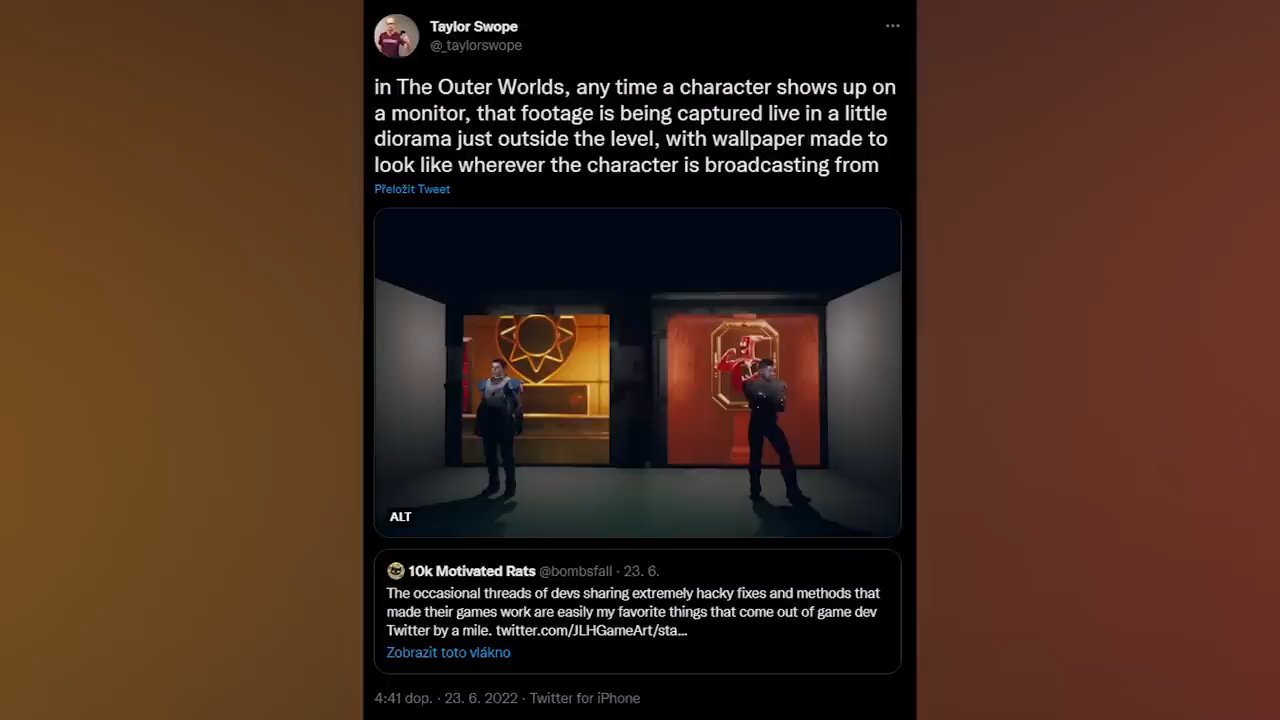 Taylor Swope
@_taylorswope
in The Outer Worlds, any time a character shows up on
a monitor, that footage is being captured live in a little
diorama just outside the level, with wallpaper made to
look like wherever the character is broadcasting from
Přeložit Tweet
ALT
10k Motivated Rats @bombsfall · 23. 6.
The occasional threads of devs sharing extremely hacky fixes and methods that
made their games work are easily my favorite things that come out of game dev
Twitter by a mile. twitter.com/JLHGameArt/sta...
Zobrazit toto vlákno
4:41 dop. · 23. 6. 2022 · Twitter for iPhone